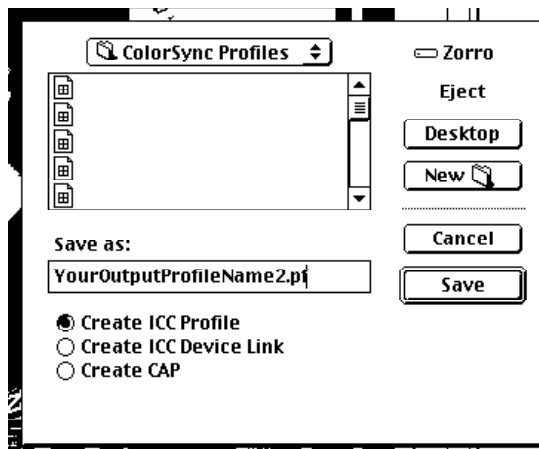 ColorSync Profiles
Zorro
Eject
Desktop
New
Save as:
YourOutputProfileName2.pf
Cancel
Save
Create ICC Profile
Create ICC Device Link
Create CAP